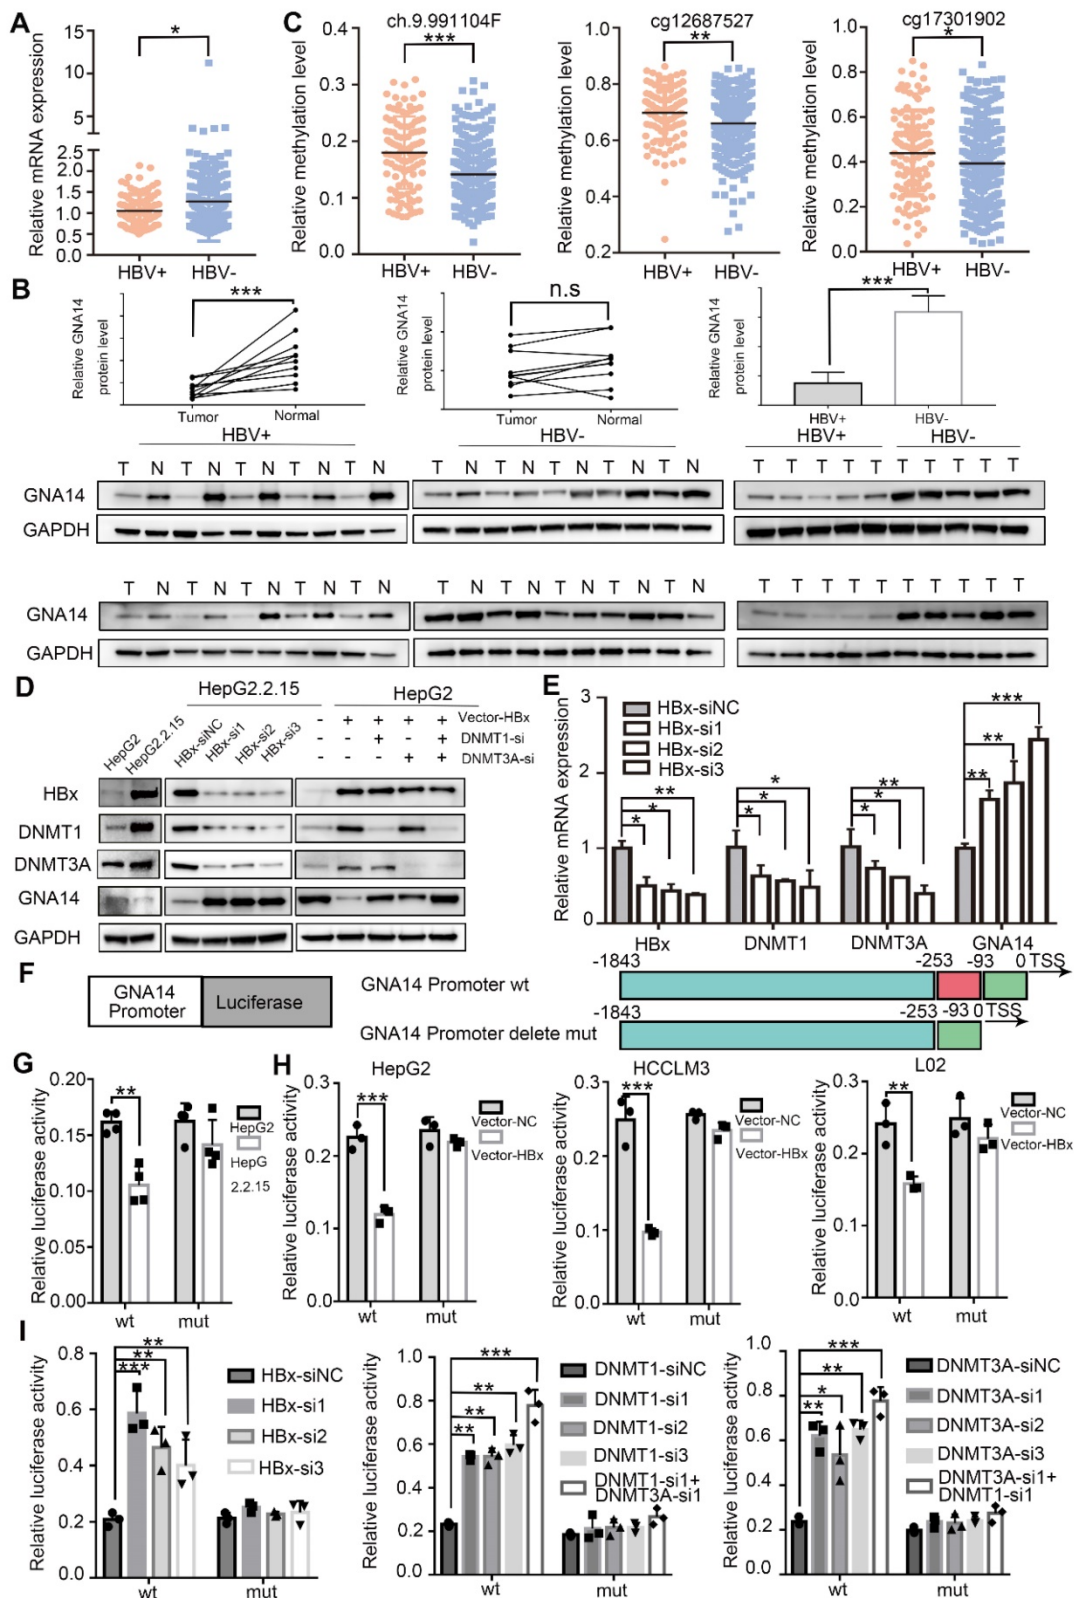 A
Relative mRNA expression
15
10
5
2.5
2.0
1.5
1.0
0.5
0.0
*
HBV+ HBV-
C
ch.9.991104F
Relative methylation level
0.4
0.3
0.2
0.1
0.0
***
HBV+ HBV-
cg12687527
Relative methylation level
1.0
0.8
0.6
0.4
0.2
**
HBV+ HBV-
cg17301902
Relative methylation level
1.0
0.8
0.6
0.4
0.2
0.0
*
HBV+ HBV-
B
Relative GNA14
protein level
***
Tumor Normal
Relative GNA14
protein level
n.s
Tumor Normal
Relative GNA14
protein level
***
HBV+ HBV-
HBV+ HBV- HBV+ HBV-
T N T N T N T N T N
T N T N T N T N T N
T T T T T T T T T T
GNA14
GAPDH
T N T N T N T N T N
T N T N T N T N T N
T T T T T T T T T T
GNA14
GAPDH
D
HepG2.2.15 HepG2
HepG2 HepG2.2.15 HBx-siNC HBx-si1 HBx-si2 HBx-si3
- + + + + Vector-HBx
- + + DNMT1-si
- + + DNMT3A-si
HBx
DNMT1
DNMT3A
GNA14
GAPDH
E
Relative mRNA expression
3
2
1
0
HBx-siNC
HBx-si1
HBx-si2
HBx-si3
* * **
* * *
* * **
** ** ***
HBx DNMT1 DNMT3A GNA14
F
GNA14
Promoter
Luciferase
GNA14 Promoter wt
-1843 -253 -93 0 TSS
GNA14 Promoter delete mut
-1843 -253 -93 0 TSS
G
Relative luciferase activity
0.20
0.15
0.10
0.05
0.00
**
HepG2
HepG
2.2.15
wt mut
H
HepG2
Relative luciferase activity
0.3
0.2
0.1
0.0
***
Vector-NC
Vector-HBx
wt mut
HCCLM3
Relative luciferase activity
0.3
0.2
0.1
0.0
***
Vector-NC
Vector-HBx
wt mut
L02
Relative luciferase activity
0.3
0.2
0.1
0.0
**
Vector-NC
Vector-HBx
wt mut
I
Relative luciferase activity
0.8
0.6
0.4
0.2
0.0
**
**
***
HBx-siNC
HBx-si1
HBx-si2
HBx-si3
wt mut
Relative luciferase activity
1.0
0.8
0.6
0.4
0.2
0.0
***
**
**
**
DNMT1-siNC
DNMT1-si1
DNMT1-si2
DNMT1-si3
DNMT1-si1+
DNMT3A-si1
wt mut
Relative luciferase activity
1.0
0.8
0.6
0.4
0.2
0.0
***
**
*
**
DNMT3A-siNC
DNMT3A-si1
DNMT3A-si2
DNMT3A-si3
DNMT3A-si1+
DNMT1-si1
wt mut